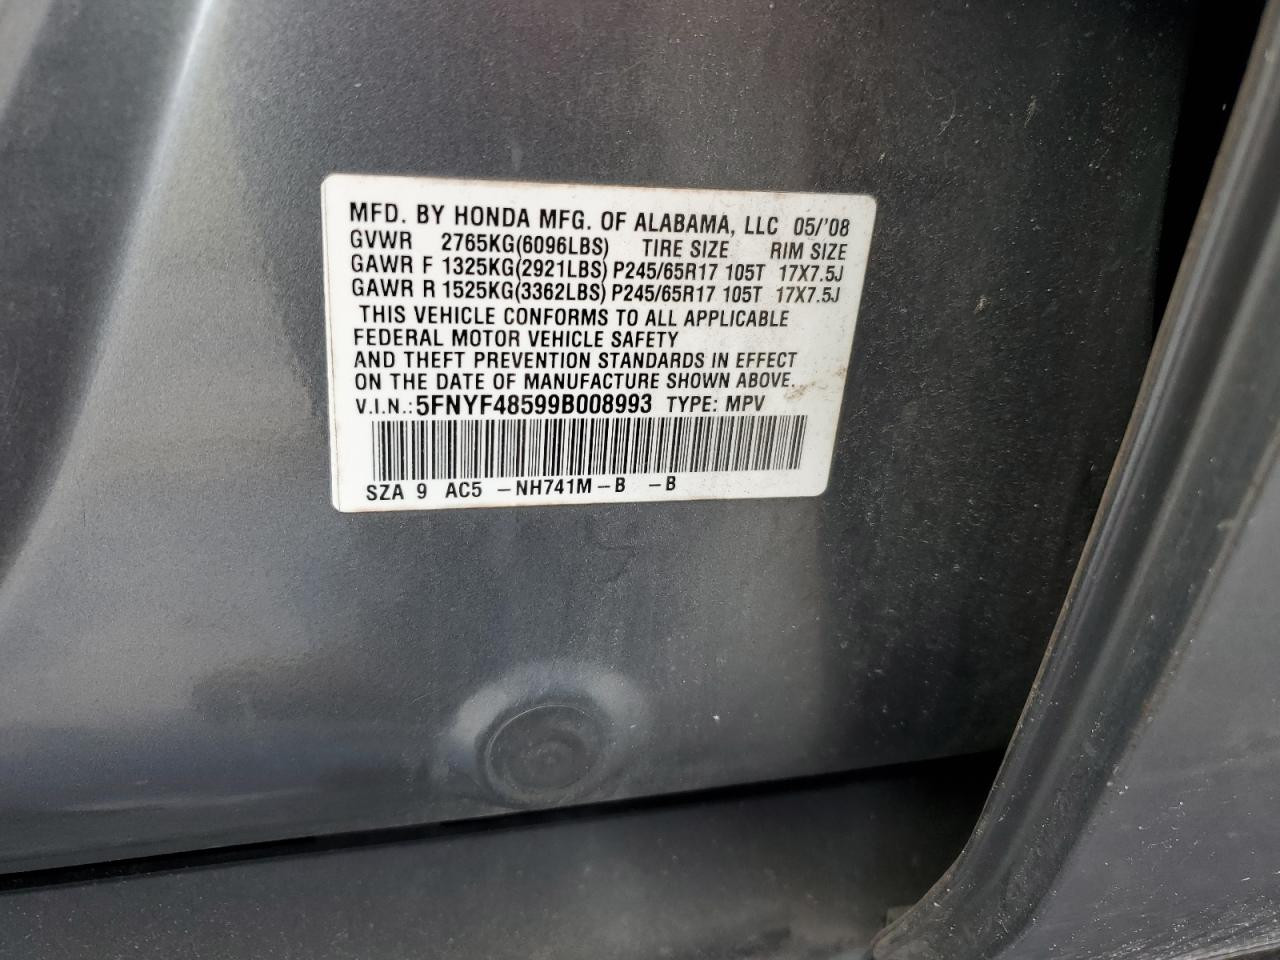 MFD. BY HONDA MFG. OF ALABAMA, LLC 05/'08
GVWR 2765KG(6096LBS) TIRE SIZE RIM SIZE
GAWR F 1325KG(2921LBS) P245/65R17 105T 17X7.5J
GAWR R 1525KG(3362LBS) P245/65R17 105T 17X7.5J
THIS VEHICLE CONFORMS TO ALL APPLICABLE
FEDERAL MOTOR VEHICLE SAFETY
AND THEFT PREVENTION STANDARDS IN EFFECT
ON THE DATE OF MANUFACTURE SHOWN ABOVE.
V.I.N.: 5FNYF48599B008993 TYPE: MPV
SZA 9 AC5 -NH741M-B -B